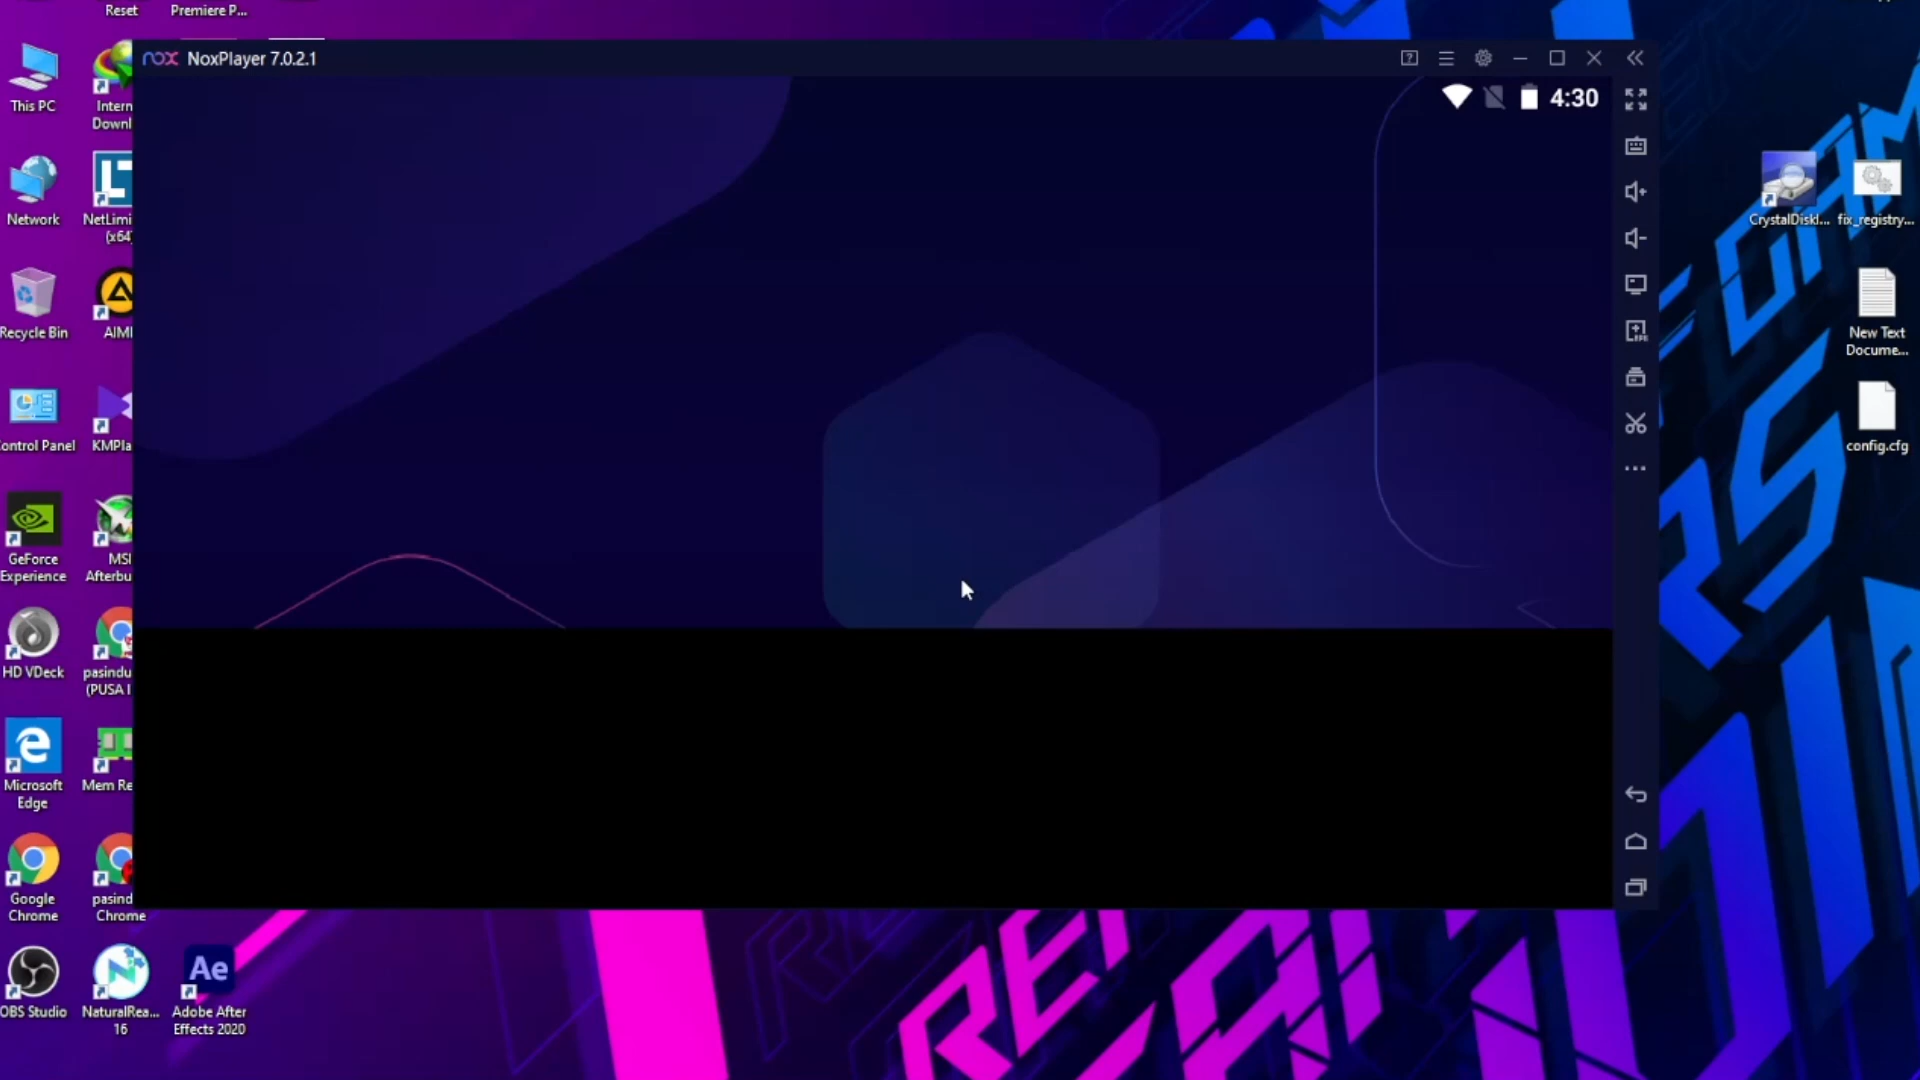 Reset
Premiere P...
nox NoxPlayer 7.0.2.1
4:30
This PC
Intern
Downl
Network
NetLimi
(x64)
Recycle Bin
AIMI
ontrol Panel
KMPla
GeForce
Experience
MSI
Afterbu
HD VDeck
pasindu
(PUSA I
Microsoft
Edge
Mem Re
Google
Chrome
pasind
Chrome
OBS Studio
NaturalRea...
16
Ae
Adobe After
Effects 2020
CrystalDiskI...
fix_registry...
New Text
Docume...
config.cfg